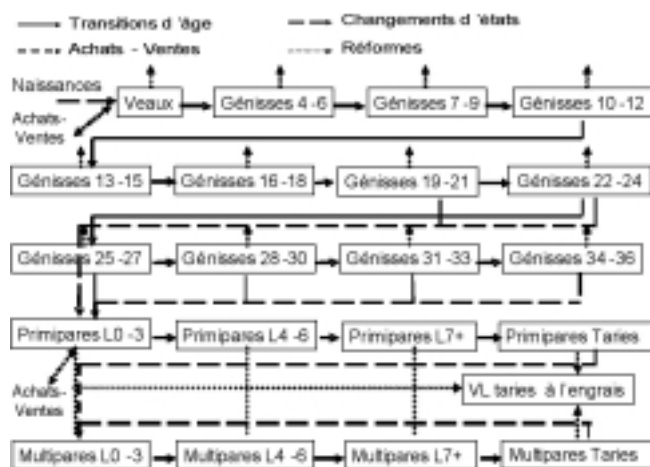 Transitions d 'âge
Changements d 'états
Achats - Ventes
Réformes
Naissances
Veaux
Génisses 4 -6
Génisses 7 -9
Génisses 10 -12
Achats-
Ventes
Génisses 13 -15
Génisses 16 -18
Génisses 19 -21
Génisses 22 -24
Génisses 25 -27
Génisses 28 -30
Génisses 31 -33
Génisses 34 -36
Primipares L0 -3
Primipares L4 -6
Primipares L7+
Primipares Taries
Achats-
Ventes
VL taries à l'engrais
Multipares L0 -3
Multipares L4 -6
Multipares L7+
Multipares Taries